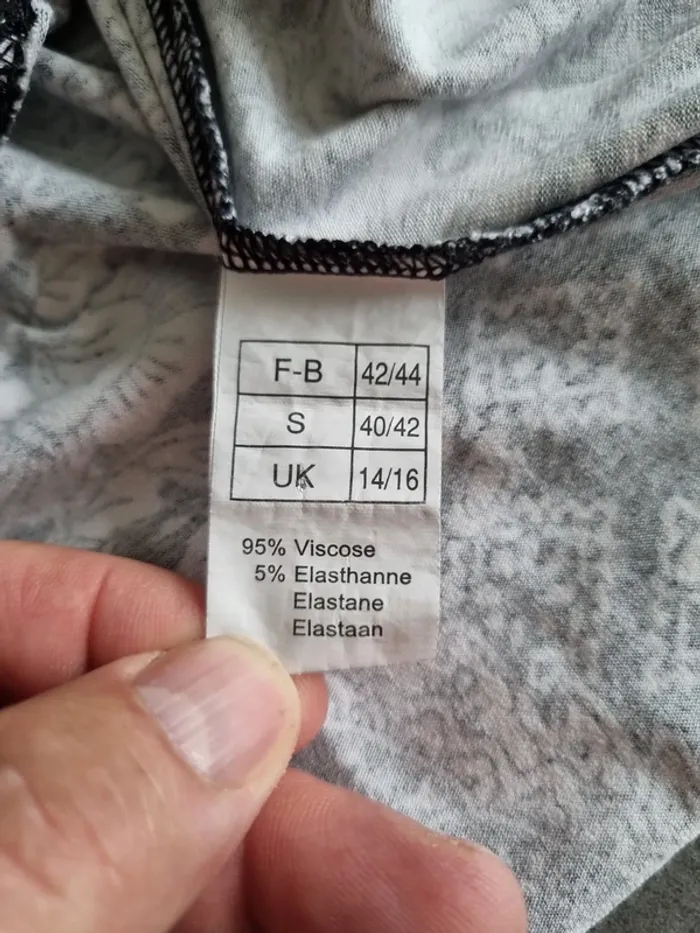 F-B 42/44
S 40/42
UK 14/16
95% Viscose
5% Elasthanne
Elastane
Elastaan